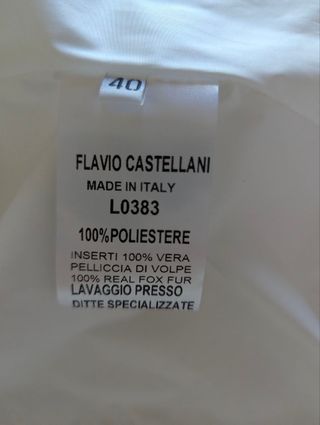 40
FLAVIO CASTELLANI
MADE IN ITALY
L0383
100%POLIESTERE
INSERTI 100% VERA
PELLICCIA DI VOLPE
100% REAL FOX FUR
LAVAGGIO PRESSO
DITTE SPECIALIZZATE